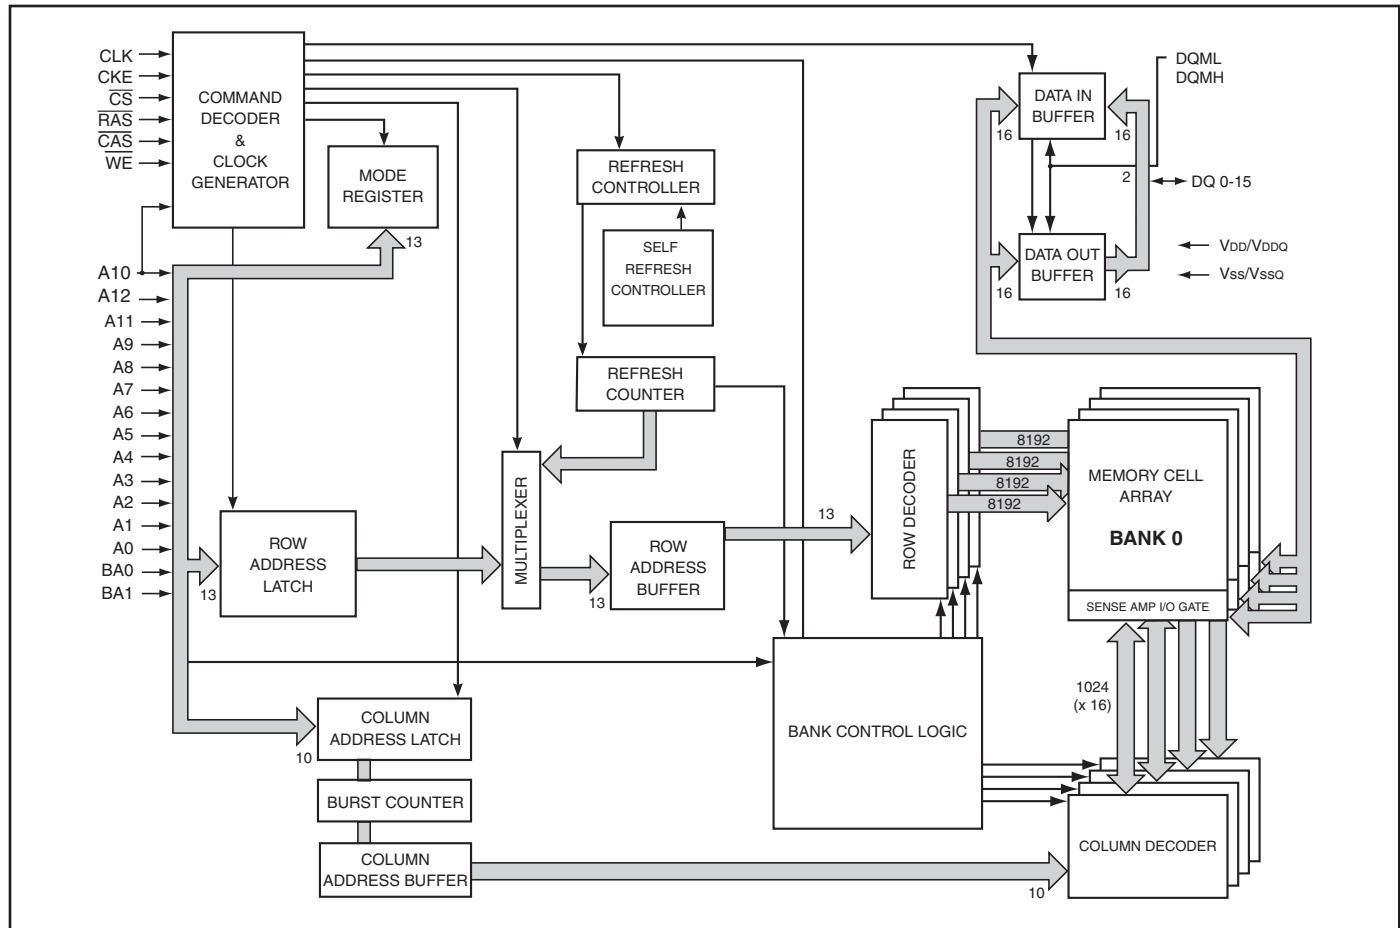 CLK
CKE
CS
RAS
CAS
WE
A10
A12
A11
A9
A8
A7
A6
A5
A4
A3
A2
A1
A0
BA0
BA1
COMMAND
DECODER
&
CLOCK
GENERATOR
MODE
REGISTER
13
REFRESH
CONTROLLER
SELF
REFRESH
CONTROLLER
REFRESH
COUNTER
DATA IN
BUFFER
16
16
DQML
DQMH
2
DQ 0-15
DATA OUT
BUFFER
16
16
VDD/VDDQ
Vss/VssQ
13
ROW
ADDRESS
LATCH
MULTIPLEXER
13
ROW
ADDRESS
BUFFER
13
ROW DECODER
8192
8192
8192
8192
MEMORY CELL
ARRAY
BANK 0
SENSE AMP I/O GATE
1024
(x 16)
BANK CONTROL LOGIC
10
COLUMN
ADDRESS LATCH
BURST COUNTER
COLUMN
ADDRESS BUFFER
10
COLUMN DECODER